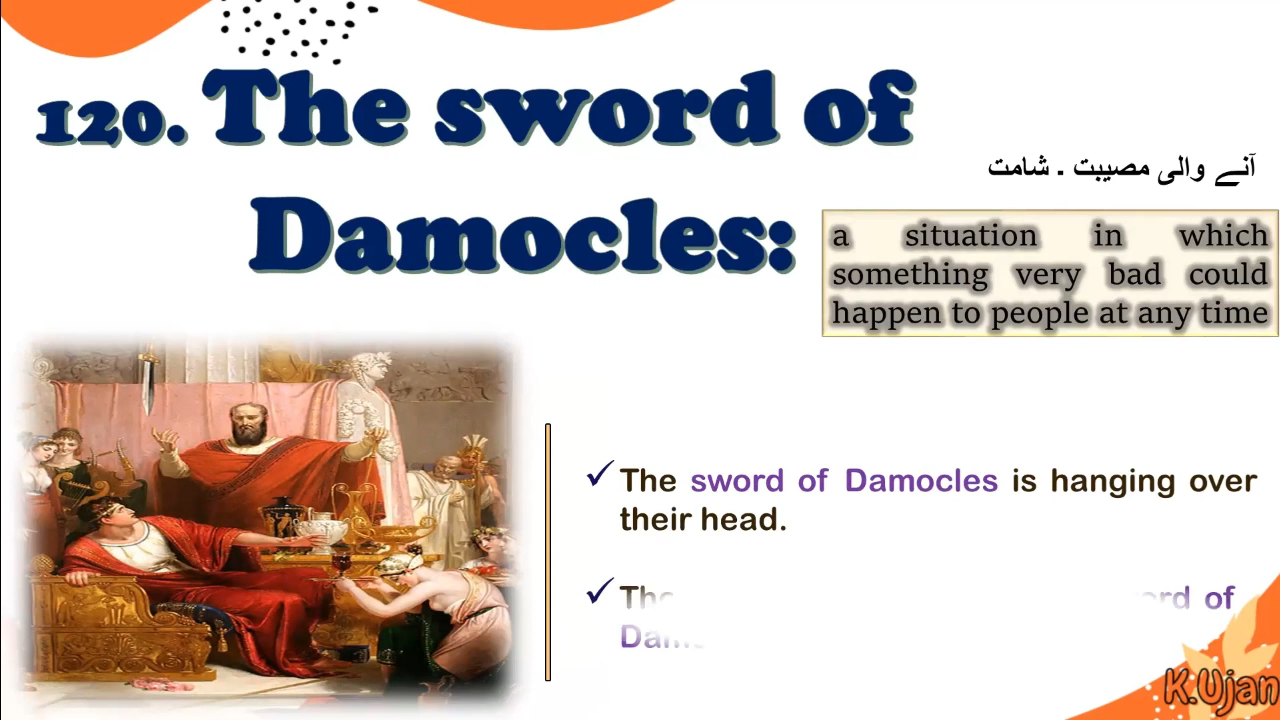 120. The sword of
Damocles:
آنے والی مصیبت ـ شامت
a situation in which
something very bad could
happen to people at any time
✓ The sword of Damocles is hanging over
their head.
✓ of
K.Ujan